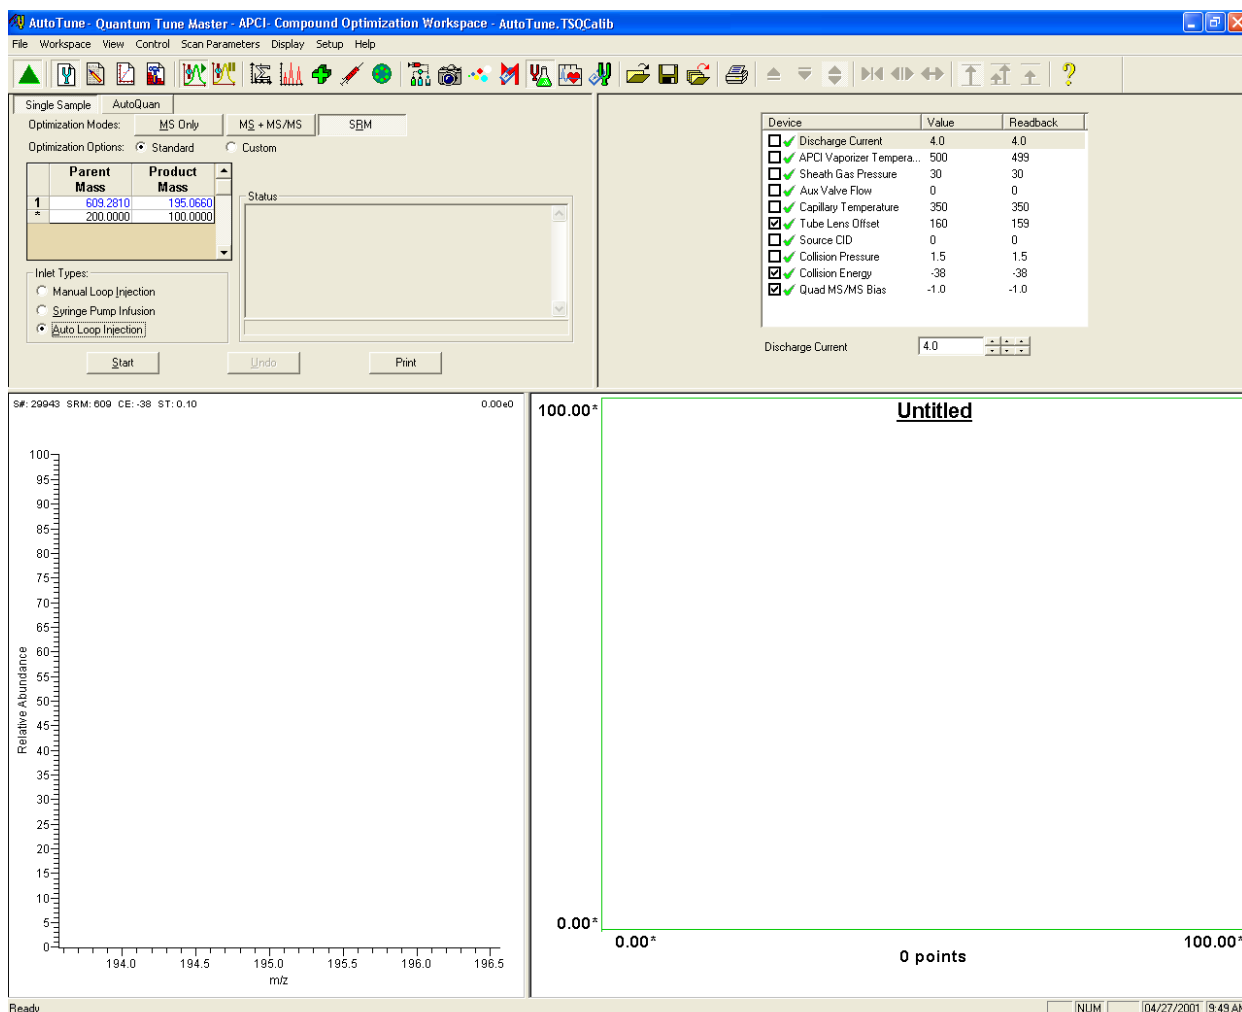 AutoTune - Quantum Tune Master - APCI - Compound Optimization Workspace - AutoTune.TSQCalib
File Workspace View Control Scan Parameters Display Setup Help
Single Sample AutoQuan
Optimization Modes: MS Only MS + MS/MS SRM
Optimization Options: Standard Custom
Parent Mass Product Mass
1 609.2810 195.0660
* 200.0000 100.0000
Status
Inlet Types:
Manual Loop Injection
Syringe Pump Infusion
Auto Loop Injection
Start Undo Print
Device Value Readback
Discharge Current 4.0 4.0
APCI Vaporizer Tempera... 500 499
Sheath Gas Pressure 30 30
Aux Valve Flow 0 0
Capillary Temperature 350 350
Tube Lens Offset 160 159
Source CID 0 0
Collision Pressure 1.5 1.5
Collision Energy -38 -38
Quad MS/MS Bias -1.0 -1.0
Discharge Current 4.0
S#: 29943 SRM: 609 CE: -38 ST: 0.10 0.00e0
100
95
90
85
80
75
70
65
60
55
50
45
40
35
30
25
20
15
10
5
0
Relative Abundance
194.0 194.5 195.0 195.5 196.0 196.5
m/z
Untitled
100.00*
0.00*
0.00* 100.00*
0 points
Ready NUM 04/27/2001 9:49 AM